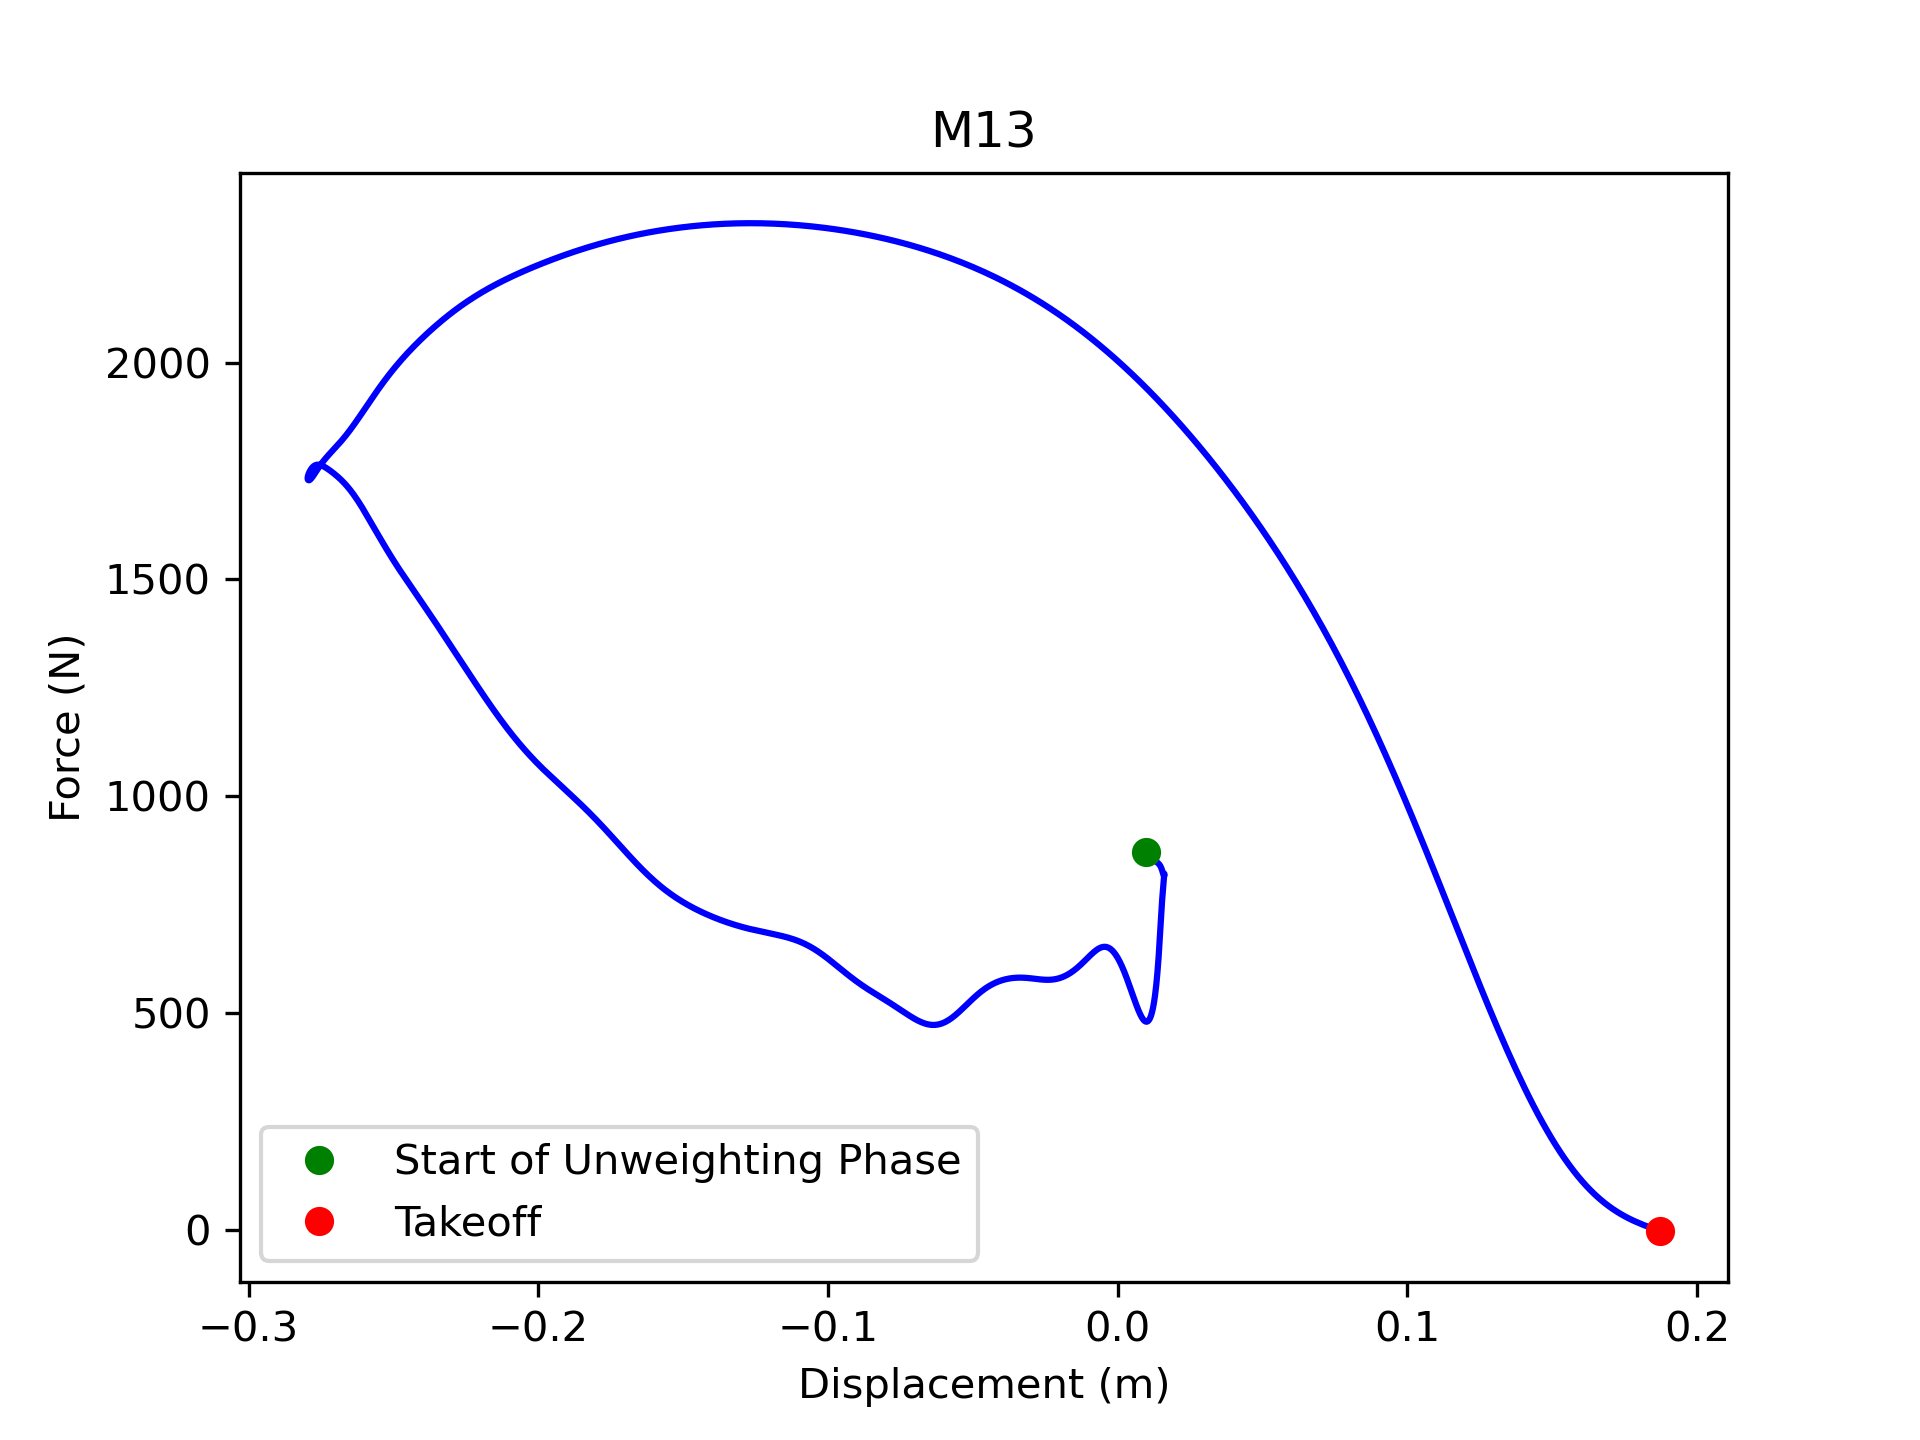 M13
Force (N)
2000
1500
1000
500
0
Start of Unweighting Phase
Takeoff
−0.3 −0.2 −0.1 0.0 0.1 0.2
Displacement (m)